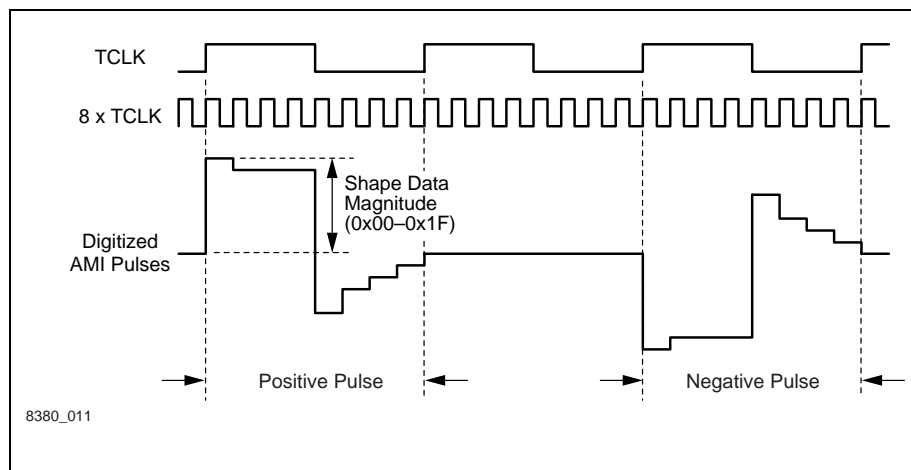 TCLK
8 x TCLK
Shape Data
Magnitude
(0x00–0x1F)
Digitized
AMI Pulses
Positive Pulse
Negative Pulse
8380_011